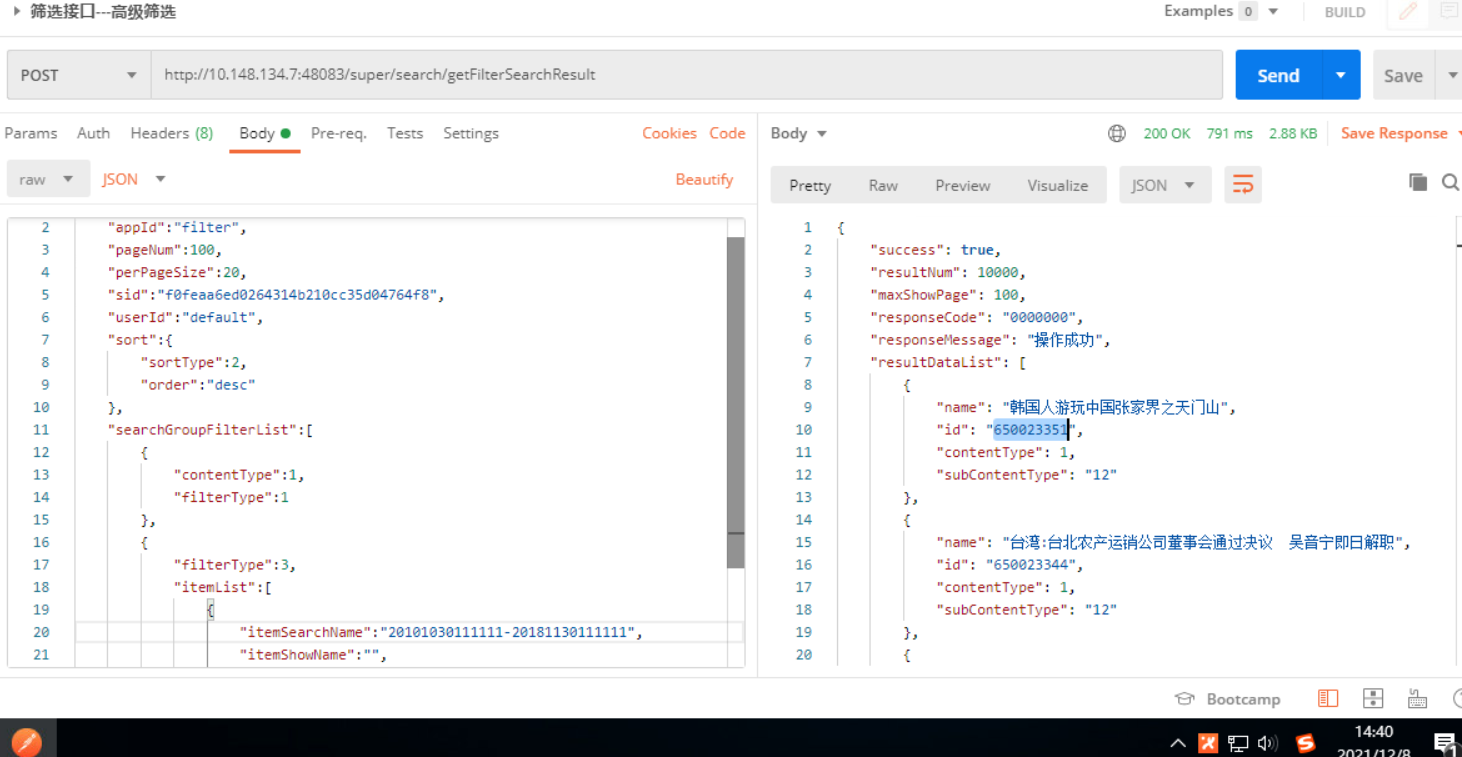 筛选接口---高级筛选
Examples 0
BUILD
POST
http://10.148.134.7:48083/super/search/getFilterSearchResult
Send
Save
Params Auth Headers (8) Body Pre-req. Tests Settings
Cookies Code
raw JSON
Beautify
2 "appId":"filter",
3 "pageNum":100,
4 "perPageSize":20,
5 "sid":"f0feaa6ed0264314b210cc35d04764f8",
6 "userId":"default",
7 "sort":{
8 "sortType":2,
9 "order":"desc"
10 },
11 "searchGroupFilterList":[
12 {
13 "contentType":1,
14 "filterType":1
15 },
16 {
17 "filterType":3,
18 "itemList":[
19 {
20 "itemSearchName":"20101030111111-20181130111111",
21 "itemShowName":"",
Body
200 OK 791 ms 2.88 KB
Save Response
Pretty Raw Preview Visualize JSON
1 {
2 "success": true,
3 "resultNum": 10000,
4 "maxShowPage": 100,
5 "responseCode": "0000000",
6 "responseMessage": "操作成功",
7 "resultDataList": [
8 {
9 "name": "韩国人游玩中国张家界之天门山",
10 "id": "650023351",
11 "contentType": 1,
12 "subContentType": "12"
13 },
14 {
15 "name": "台湾:台北农产运销公司董事会通过决议　吴音宁即日解职",
16 "id": "650023344",
17 "contentType": 1,
18 "subContentType": "12"
19 },
20 {
Bootcamp
14:40
2021/12/8
1